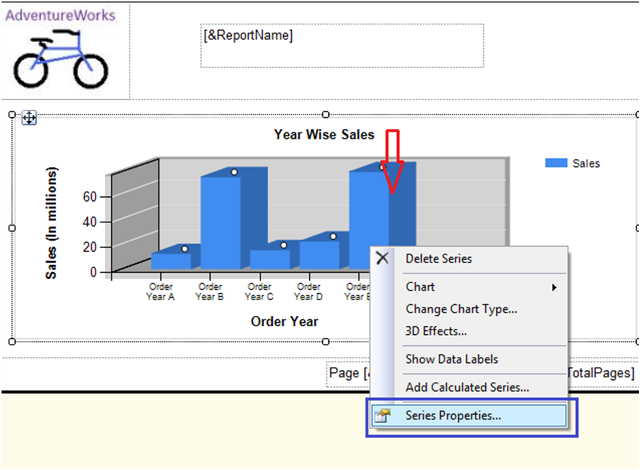 AdventureWorks
[&ReportName]
Year Wise Sales
Sales
Sales (In millions)
60
40
20
0
Order Year A
Order Year B
Order Year C
Order Year D
Order Year E
Order Year
Delete Series
Chart
Change Chart Type...
3D Effects...
Show Data Labels
Add Calculated Series...
Series Properties...
Page [&
TotalPages]